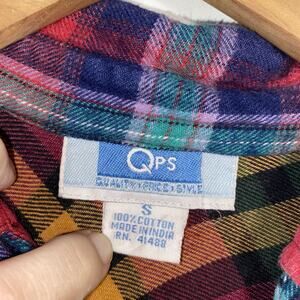 QPS
QUALITY•PRICE•STYLE
S
100% COTTON
MADE IN INDIA
RN. 41488